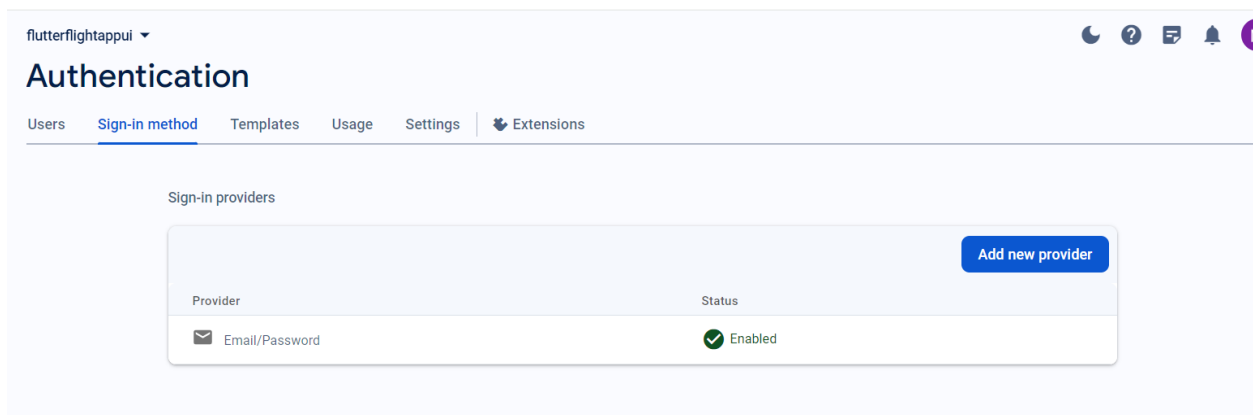 flutterflightappui
Authentication
Users Sign-in method Templates Usage Settings Extensions
Sign-in providers
Add new provider
Provider Status
Email/Password Enabled